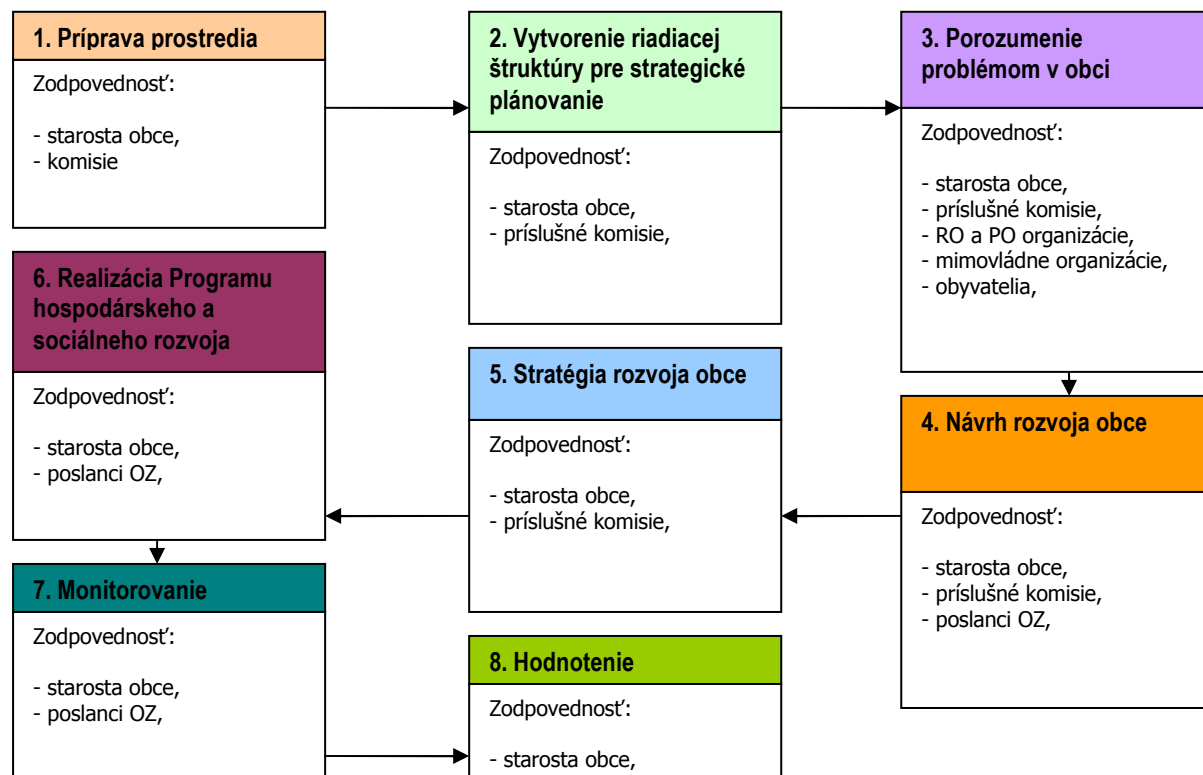 1. Príprava prostredia
Zodpovednosť:
- starosta obce,
- komisie
2. Vytvorenie riadiacej
štruktúry pre strategické
plánovanie
Zodpovednosť:
- starosta obce,
- príslušné komisie,
3. Porozumenie
problémom v obci
Zodpovednosť:
- starosta obce,
- príslušné komisie,
- RO a PO organizácie,
- mimovládne organizácie,
- obyvatelia,
4. Návrh rozvoja obce
Zodpovednosť:
- starosta obce,
- príslušné komisie,
- poslanci OZ,
5. Stratégia rozvoja obce
Zodpovednosť:
- starosta obce,
- príslušné komisie,
6. Realizácia Programu
hospodárskeho a
sociálneho rozvoja
Zodpovednosť:
- starosta obce,
- poslanci OZ,
7. Monitorovanie
Zodpovednosť:
- starosta obce,
- poslanci OZ,
8. Hodnotenie
Zodpovednosť:
- starosta obce,